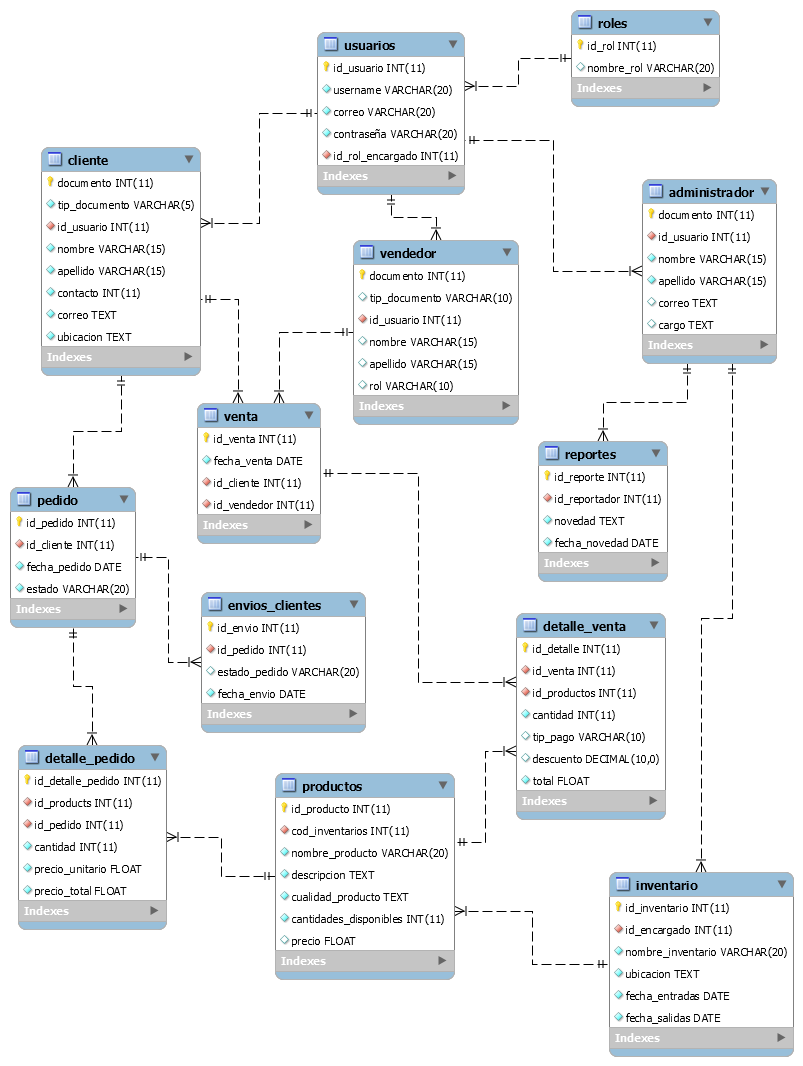 roles
id_rol INT(11)
nombre_rol VARCHAR(20)
Indexes
usuarios
id_usuario INT(11)
username VARCHAR(20)
correo VARCHAR(20)
contraseña VARCHAR(20)
id_rol_encargado INT(11)
Indexes
cliente
documento INT(11)
tip_documento VARCHAR(5)
id_usuario INT(11)
nombre VARCHAR(15)
apellido VARCHAR(15)
contacto INT(11)
correo TEXT
ubicacion TEXT
Indexes
administrador
documento INT(11)
id_usuario INT(11)
nombre VARCHAR(15)
apellido VARCHAR(15)
correo TEXT
cargo TEXT
Indexes
vendedor
documento INT(11)
tip_documento VARCHAR(10)
id_usuario INT(11)
nombre VARCHAR(15)
apellido VARCHAR(15)
rol VARCHAR(10)
Indexes
venta
id_venta INT(11)
fecha_venta DATE
id_cliente INT(11)
id_vendedor INT(11)
Indexes
reportes
id_reporte INT(11)
id_reportador INT(11)
novedad TEXT
fecha_novedad DATE
Indexes
pedido
id_pedido INT(11)
id_cliente INT(11)
fecha_pedido DATE
estado VARCHAR(20)
Indexes
envios_clientes
id_envio INT(11)
id_pedido INT(11)
estado_pedido VARCHAR(20)
fecha_envio DATE
Indexes
detalle_venta
id_detalle INT(11)
id_venta INT(11)
id_productos INT(11)
cantidad INT(11)
tip_pago VARCHAR(10)
descuento DECIMAL(10,0)
total FLOAT
Indexes
detalle_pedido
id_detalle_pedido INT(11)
id_products INT(11)
id_pedido INT(11)
cantidad INT(11)
precio_unitario FLOAT
precio_total FLOAT
Indexes
productos
id_producto INT(11)
cod_inventarios INT(11)
nombre_producto VARCHAR(20)
descripcion TEXT
cualidad_producto TEXT
cantidades_disponibles INT(11)
precio FLOAT
Indexes
inventario
id_inventario INT(11)
id_encargado INT(11)
nombre_inventario VARCHAR(20)
ubicacion TEXT
fecha_entradas DATE
fecha_salidas DATE
Indexes